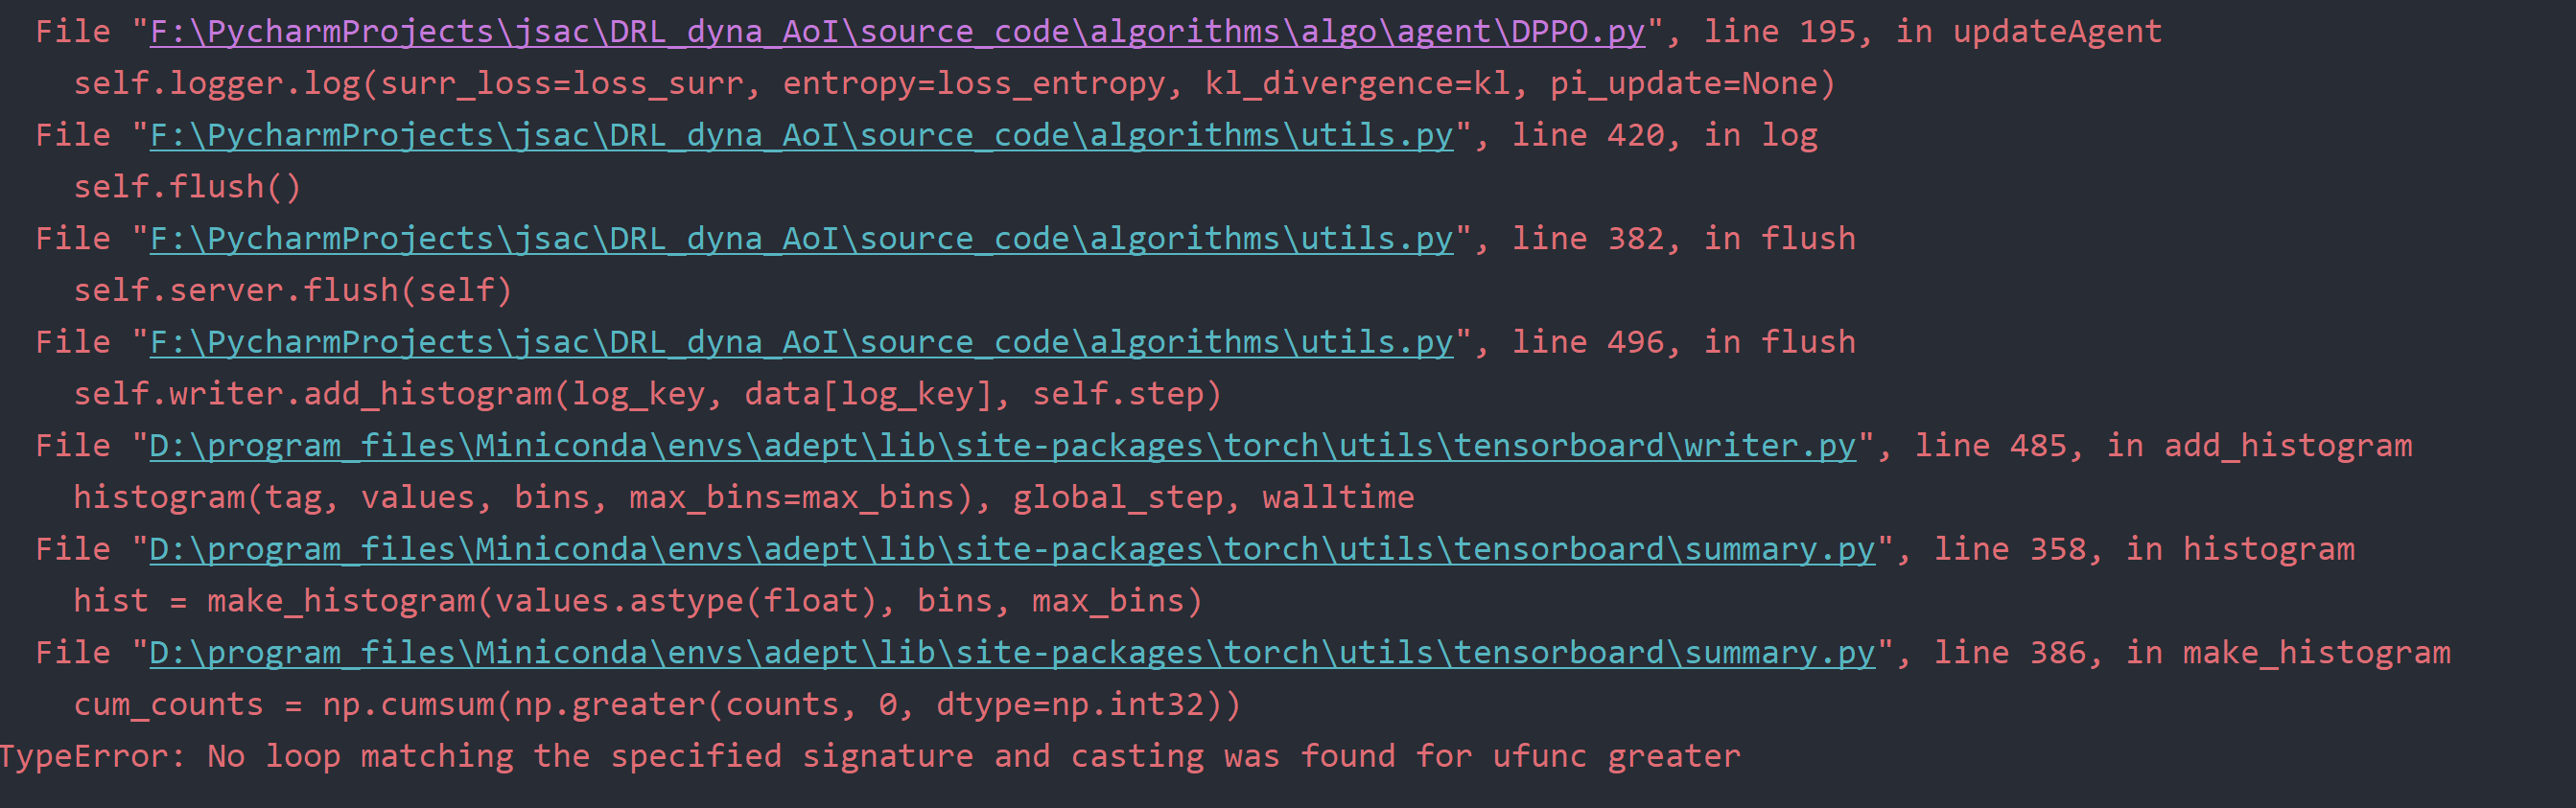 File "F:\PycharmProjects\jsac\DRL_dyna_AoI\source_code\algorithms\algo\agent\DPPO.py", line 195, in updateAgent
self.logger.log(surr_loss=loss_surr, entropy=loss_entropy, kl_divergence=kl, pi_update=None)
File "F:\PycharmProjects\jsac\DRL_dyna_AoI\source_code\algorithms\utils.py", line 420, in log
self.flush()
File "F:\PycharmProjects\jsac\DRL_dyna_AoI\source_code\algorithms\utils.py", line 382, in flush
self.server.flush(self)
File "F:\PycharmProjects\jsac\DRL_dyna_AoI\source_code\algorithms\utils.py", line 496, in flush
self.writer.add_histogram(log_key, data[log_key], self.step)
File "D:\program_files\Miniconda\envs\adept\lib\site-packages\torch\utils\tensorboard\writer.py", line 485, in add_histogram
histogram(tag, values, bins, max_bins=max_bins), global_step, walltime
File "D:\program_files\Miniconda\envs\adept\lib\site-packages\torch\utils\tensorboard\summary.py", line 358, in histogram
hist = make_histogram(values.astype(float), bins, max_bins)
File "D:\program_files\Miniconda\envs\adept\lib\site-packages\torch\utils\tensorboard\summary.py", line 386, in make_histogram
cum_counts = np.cumsum(np.greater(counts, 0, dtype=np.int32))
TypeError: No loop matching the specified signature and casting was found for ufunc greater